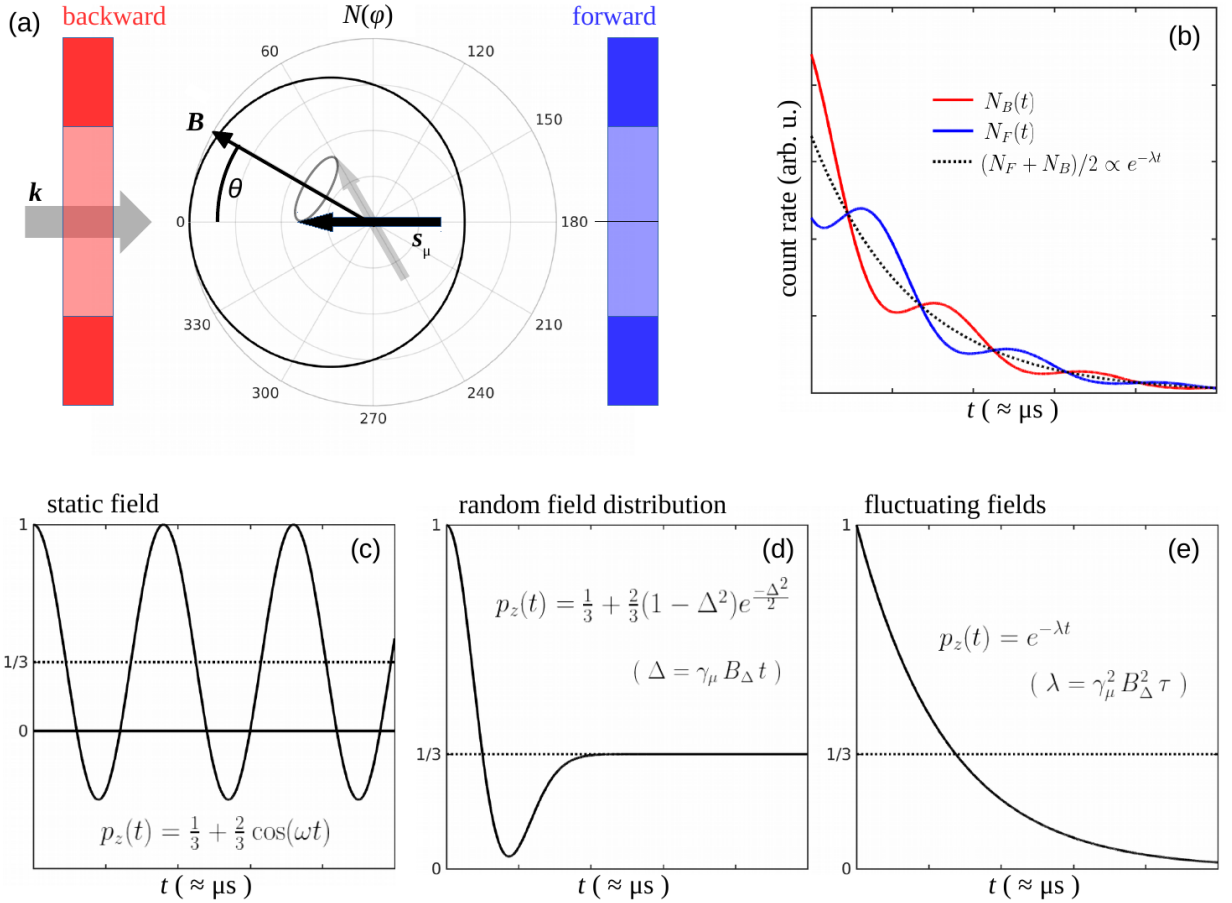 (a)
backward
N(φ)
forward
60
120
B
150
θ
k
0
180
s_μ
330
210
300
240
270
(b)
N_B(t)
N_F(t)
(N_F + N_B)/2 ∝ e^{-λt}
count rate (arb. u.)
t ( ≈ μs )
static field
1
(c)
1/3
0
p_z(t) = 1/3 + 2/3 cos(ωt)
t ( ≈ μs )
random field distribution
1
(d)
p_z(t) = 1/3 + 2/3(1 − Δ²)e^{−Δ²/2}
( Δ = γ_μ B_Δ t )
1/3
0
t ( ≈ μs )
fluctuating fields
1
(e)
p_z(t) = e^{−λt}
( λ = γ_μ² B_Δ² τ )
1/3
0
t ( ≈ μs )